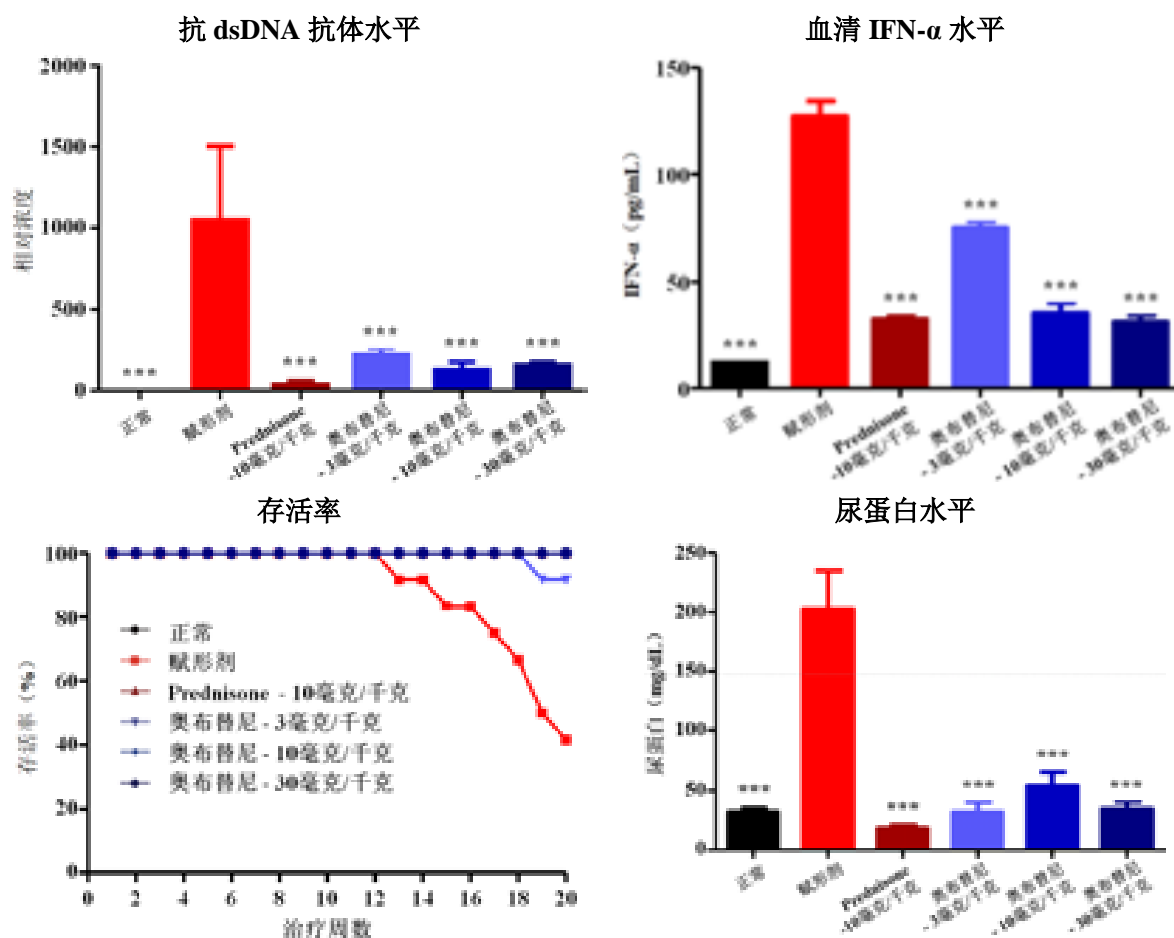 抗 dsDNA 抗体水平
2000
1500
1000
500
0
相对浓度
***
***
***
***
***
正常
赋形剂
Prednisone
-10毫克/千克
奥布替尼
- 3毫克/千克
奥布替尼
- 10毫克/千克
奥布替尼
- 30毫克/千克
血清 IFN-α 水平
150
100
50
0
IFN-α（pg/mL）
***
***
***
***
***
正常
赋形剂
Prednisone
-10毫克/千克
奥布替尼
- 3毫克/千克
奥布替尼
- 10毫克/千克
奥布替尼
- 30毫克/千克
存活率
100
80
60
40
20
0
存活率（%）
正常
赋形剂
Prednisone - 10毫克/千克
奥布替尼 - 3毫克/千克
奥布替尼 - 10毫克/千克
奥布替尼 - 30毫克/千克
0 2 4 6 8 10 12 14 16 18 20
治疗周数
尿蛋白水平
250
200
150
100
50
0
尿蛋白（mg/dL）
***
***
***
***
***
正常
赋形剂
Prednisone
-10毫克/千克
奥布替尼
- 3毫克/千克
奥布替尼
- 10毫克/千克
奥布替尼
- 30毫克/千克